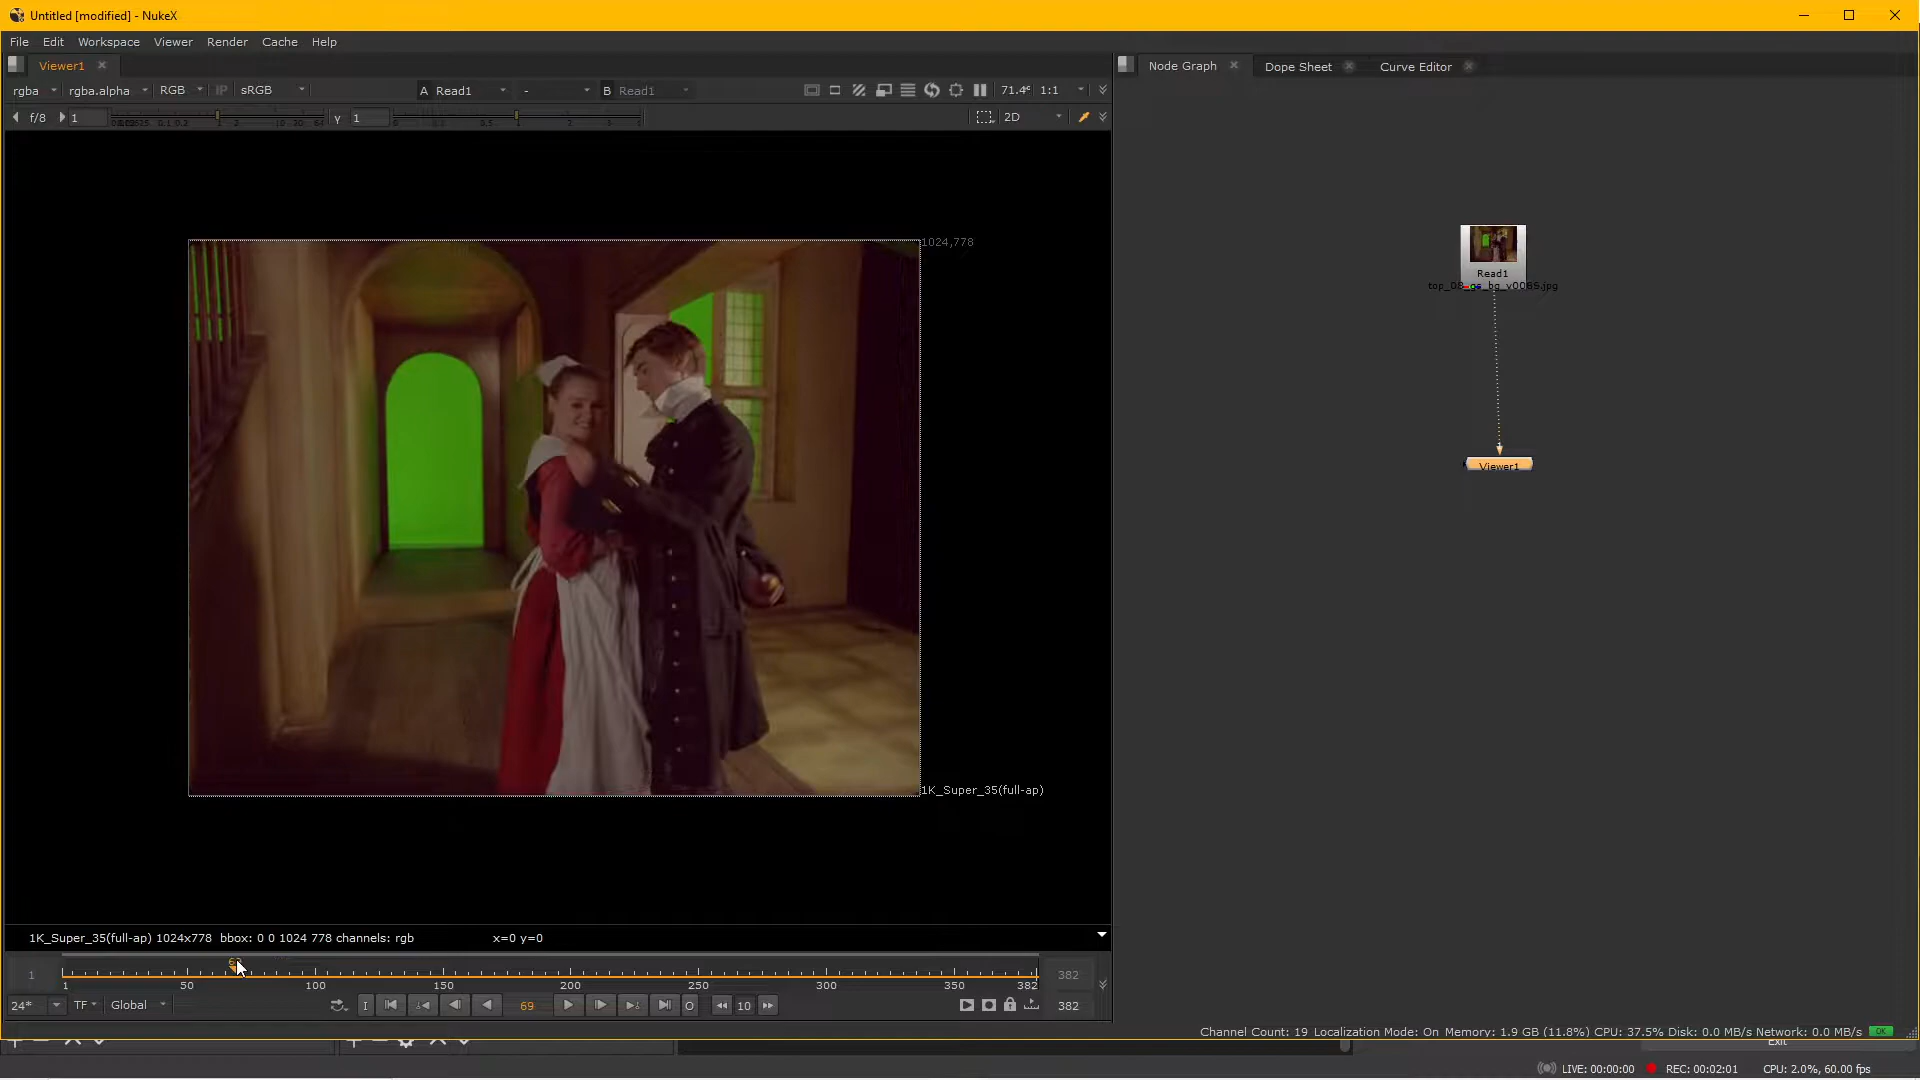 Untitled [modified] - NukeX
File Edit Workspace Viewer Render Cache Help
Viewer1
rgba rgba.alpha RGB IP sRGB A Read1 - B Read1 71.4% 1:1
f/8 1 γ 1 2D
Node Graph Dope Sheet Curve Editor
1024,778
1K_Super_35(full-ap)
Read1
Viewer1
1K_Super_35(full-ap) 1024x778 bbox: 0 0 1024 778 channels: rgb x=0 y=0
1 382
1 50 100 150 200 250 300 350 382
24* TF Global I 69 O 10 382
Channel Count: 19 Localization Mode: On Memory: 1.9 GB (11.8%) CPU: 37.5% Disk: 0.0 MB/s Network: 0.0 MB/s OK
Exit
LIVE: 00:00:00 REC: 00:02:01 CPU: 2.0%, 60.00 fps